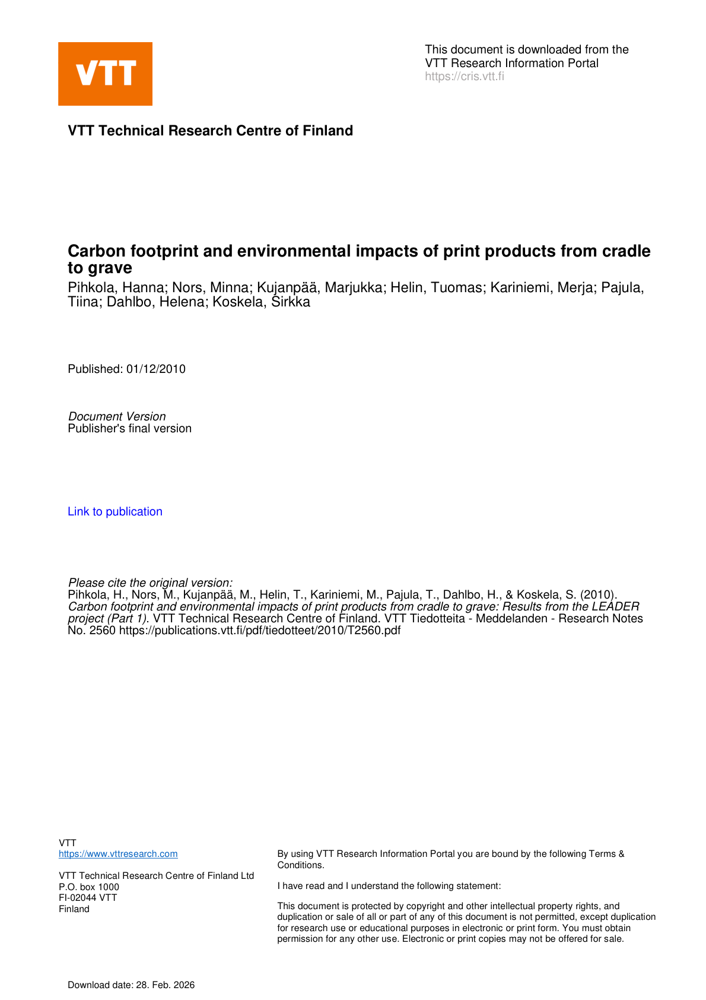 VTT
This document is downloaded from the
VTT Research Information Portal
https://cris.vtt.fi
VTT Technical Research Centre of Finland
Carbon footprint and environmental impacts of print products from cradle
to grave
Pihkola, Hanna; Nors, Minna; Kujanpää, Marjukka; Helin, Tuomas; Kariniemi, Merja; Pajula,
Tiina; Dahlbo, Helena; Koskela, Sirkka
Published: 01/12/2010
Document Version
Publisher's final version
Link to publication
Please cite the original version:
Pihkola, H., Nors, M., Kujanpää, M., Helin, T., Kariniemi, M., Pajula, T., Dahlbo, H., & Koskela, S. (2010).
Carbon footprint and environmental impacts of print products from cradle to grave: Results from the LEADER
project (Part 1). VTT Technical Research Centre of Finland. VTT Tiedotteita - Meddelanden - Research Notes
No. 2560 https://publications.vtt.fi/pdf/tiedotteet/2010/T2560.pdf
VTT
https://www.vttresearch.com
VTT Technical Research Centre of Finland Ltd
P.O. box 1000
FI-02044 VTT
Finland
By using VTT Research Information Portal you are bound by the following Terms &
Conditions.
I have read and I understand the following statement:
This document is protected by copyright and other intellectual property rights, and
duplication or sale of all or part of any of this document is not permitted, except duplication
for research use or educational purposes in electronic or print form. You must obtain
permission for any other use. Electronic or print copies may not be offered for sale.
Download date: 28. Feb. 2026